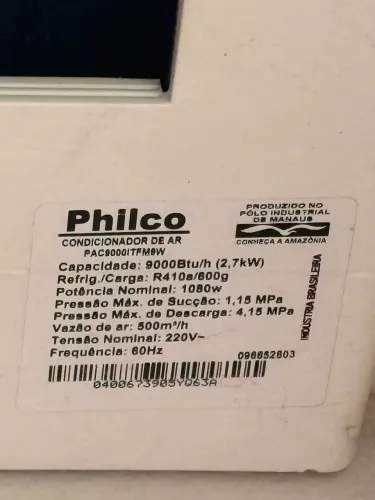 Philco
CONDICIONADOR DE AR
PAC9000ITFM9W
Capacidade: 9000Btu/h (2,7kW)
Refrig./Carga: R410a/600g
Potência Nominal: 1080w
Pressão Máx. de Sucção: 1,15 MPa
Pressão Máx. de Descarga: 4,15 MPa
Vazão de ar: 500m³/h
Tensão Nominal: 220V~
Frequência: 60Hz
096652803
0400673905YQ63A
PRODUZIDO NO
PÓLO INDUSTRIAL
DE MANAUS
CONHEÇA A AMAZÔNIA
INDÚSTRIA BRASILEIRA